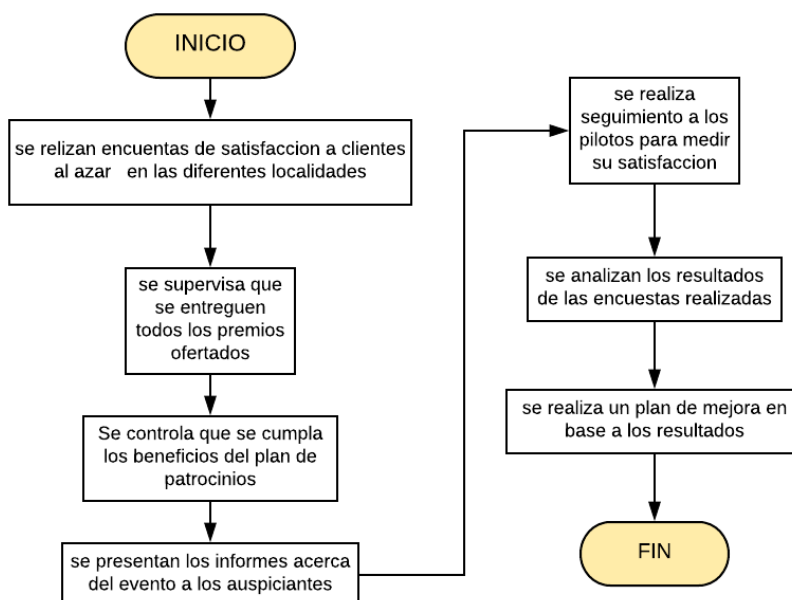 INICIO
se relizan encuentas de satisfaccion a clientes
al azar en las diferentes localidades
se supervisa que
se entreguen
todos los premios
ofertados
Se controla que se cumpla
los beneficios del plan de
patrocinios
se presentan los informes acerca
del evento a los auspiciantes
se realiza
seguimiento a los
pilotos para medir
su satisfaccion
se analizan los resultados
de las encuestas realizadas
se realiza un plan de mejora en
base a los resultados
FIN